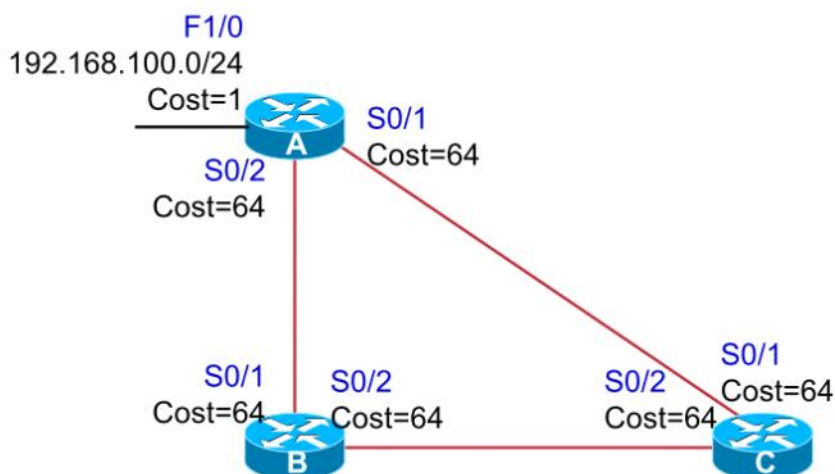 F1/0
192.168.100.0/24
Cost=1
A
S0/1
Cost=64
S0/2
Cost=64
S0/1
Cost=64
S0/2
Cost=64
B
S0/2
Cost=64
S0/1
Cost=64
C